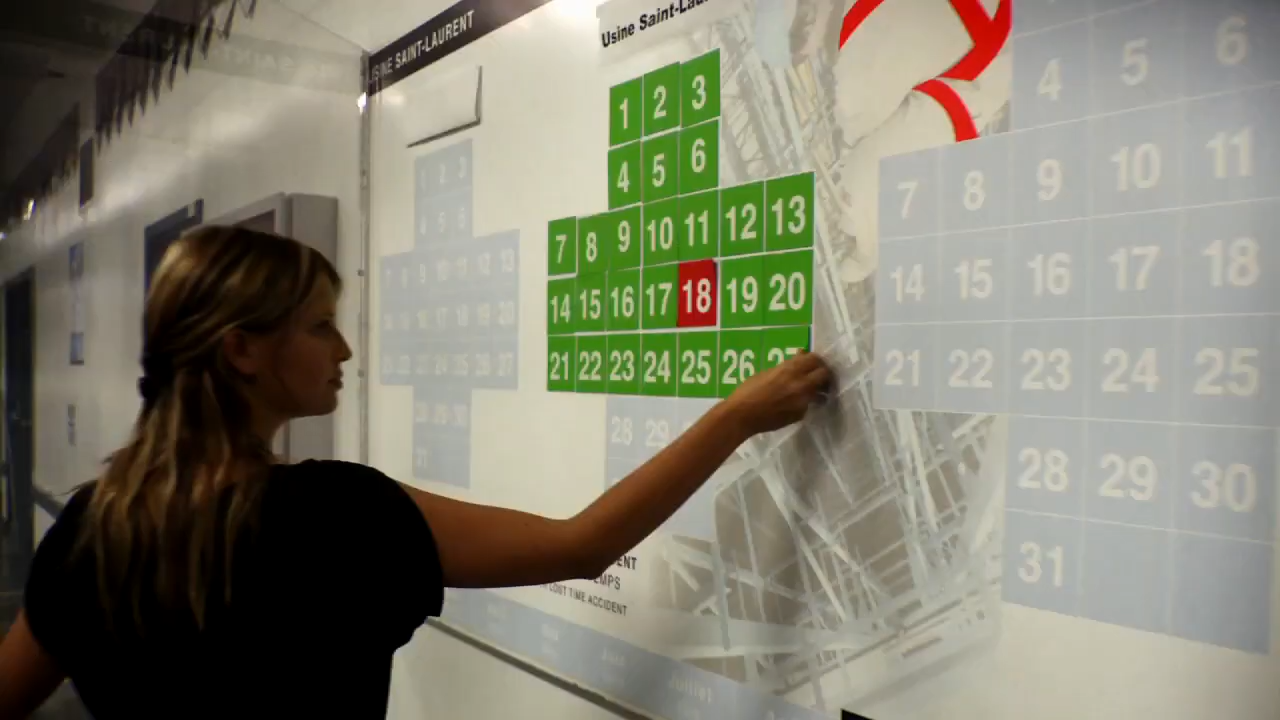 USINE SAINT-LAURENT
Usine Saint-Lau
1 2 3
4 5 6
7 8 9 10 11 12 13
14 15 16 17 18 19 20
21 22 23 24 25 26 27
28 29
LOST TIME ACCIDENT
Juillet
4 5 6
7 8 9 10 11
14 15 16 17 18
21 22 23 24 25
28 29 30
31